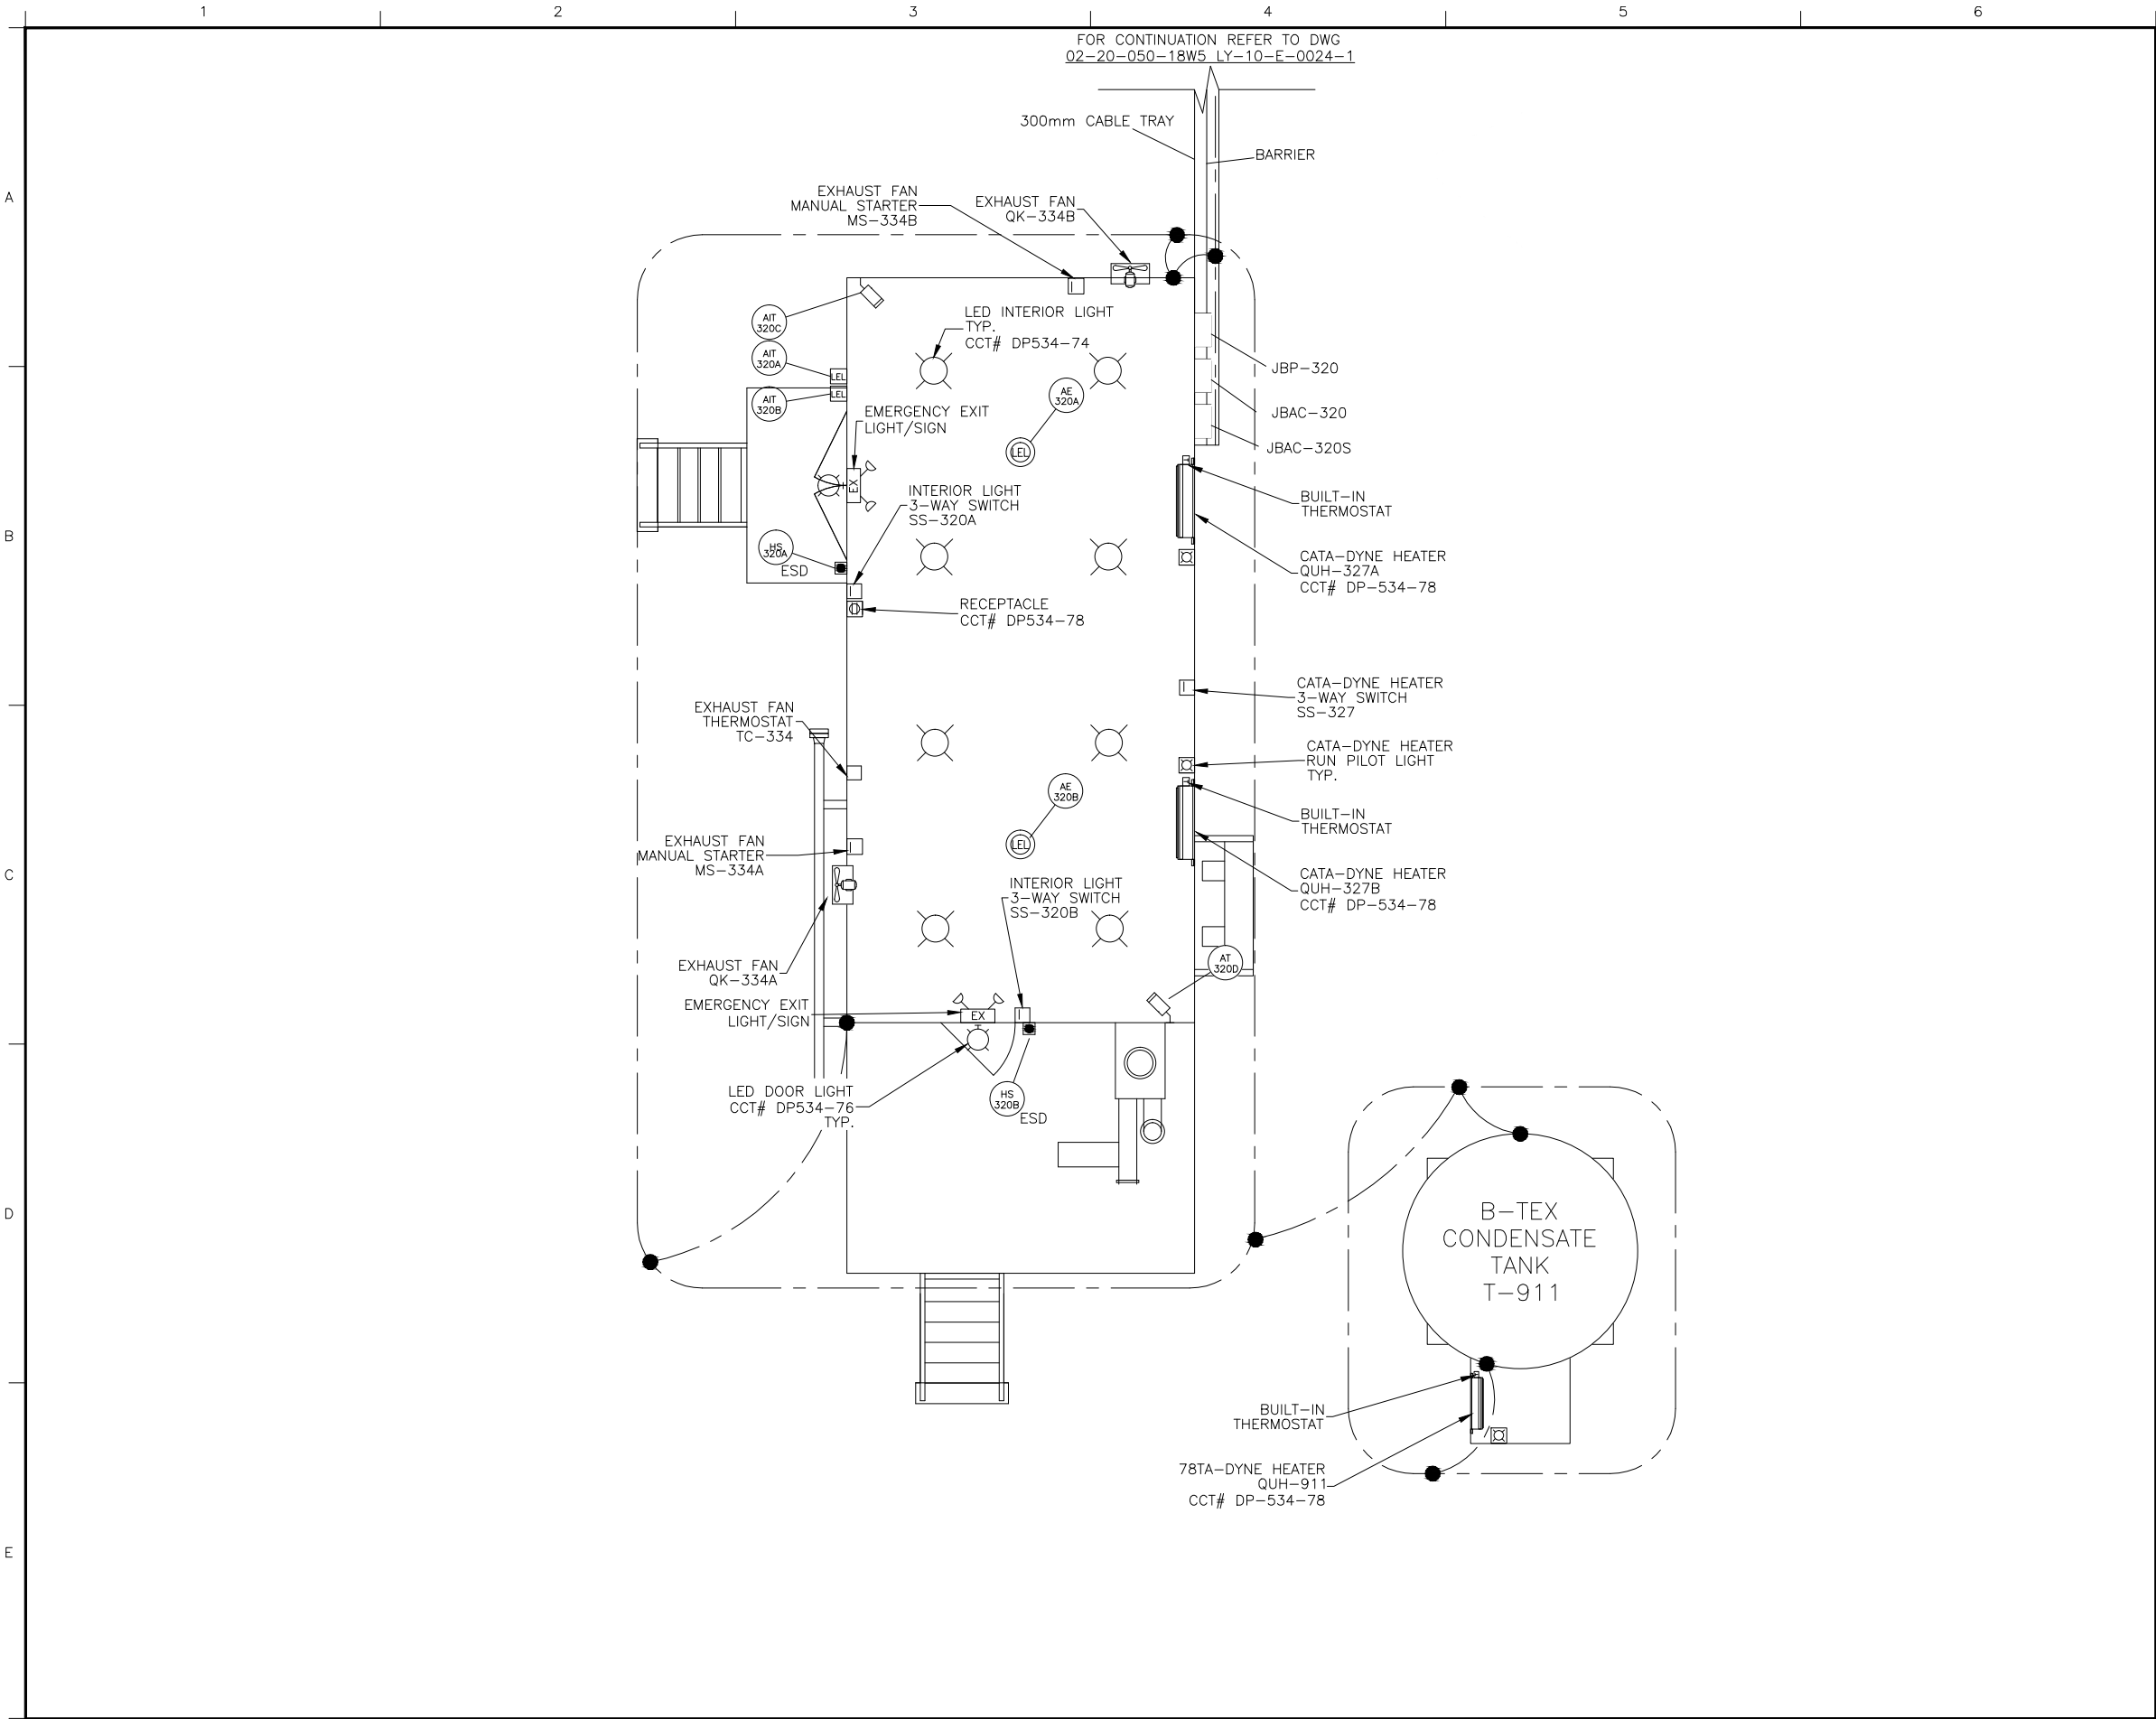 1
2
3
4
5
6
FOR CONTINUATION REFER TO DWG
02-20-050-18W5 LY-10-E-0024-1
300mm CABLE TRAY
BARRIER
A
EXHAUST FAN
MANUAL STARTER
MS-334B
EXHAUST FAN
QK-334B
AIT
320C
LED INTERIOR LIGHT
TYP.
CCT# DP534-74
AIT
320A
LEL
JBP-320
AIT
320B
LEL
AE
320A
EMERGENCY EXIT
LIGHT/SIGN
JBAC-320
JBAC-320S
LEL
EX
INTERIOR LIGHT
3-WAY SWITCH
SS-320A
BUILT-IN
THERMOSTAT
B
HS
320A
ESD
CATA-DYNE HEATER
QUH-327A
CCT# DP-534-78
RECEPTACLE
CCT# DP534-78
CATA-DYNE HEATER
3-WAY SWITCH
SS-327
EXHAUST FAN
THERMOSTAT
TC-334
CATA-DYNE HEATER
RUN PILOT LIGHT
TYP.
AE
320B
BUILT-IN
THERMOSTAT
LEL
EXHAUST FAN
MANUAL STARTER
MS-334A
C
CATA-DYNE HEATER
QUH-327B
CCT# DP-534-78
INTERIOR LIGHT
3-WAY SWITCH
SS-320B
EXHAUST FAN
QK-334A
AT
320D
EMERGENCY EXIT
LIGHT/SIGN
EX
LED DOOR LIGHT
CCT# DP534-76
TYP.
HS
320B
ESD
D
B-TEX
CONDENSATE
TANK
T-911
BUILT-IN
THERMOSTAT
78TA-DYNE HEATER
QUH-911
CCT# DP-534-78
E